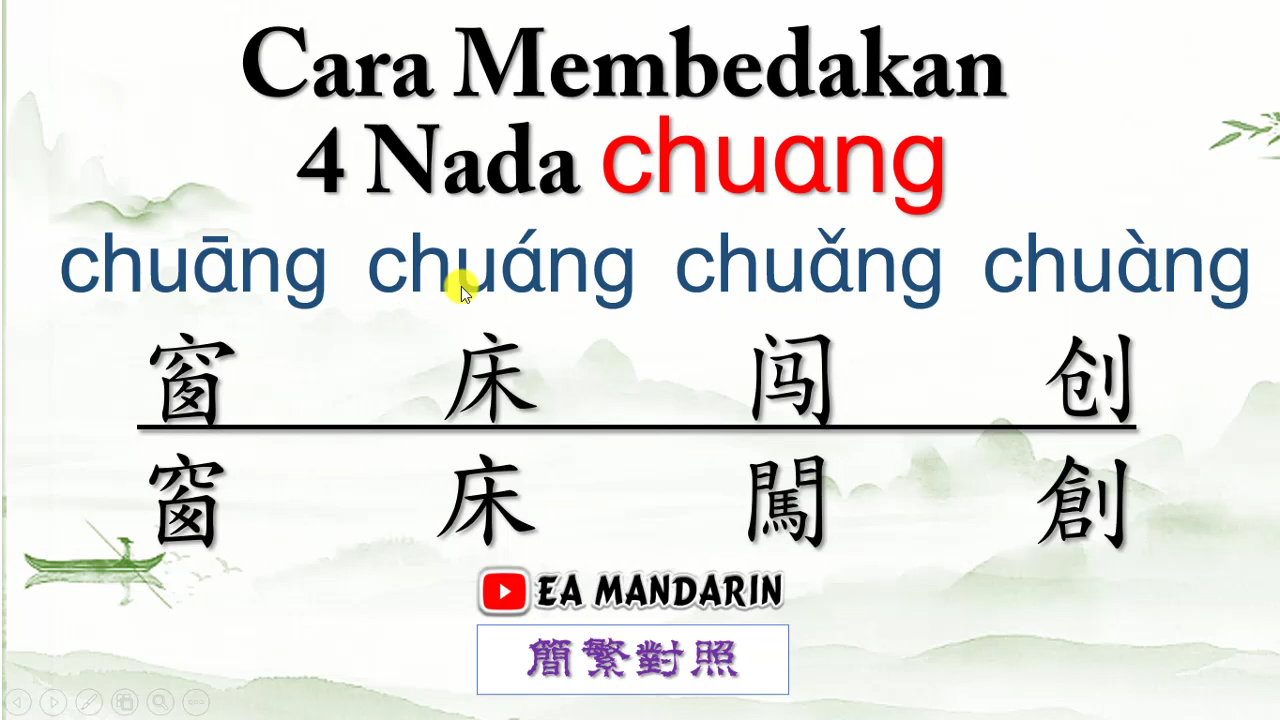 Cara Membedakan
4 Nada chuang
chuāng chuáng chuǎng chuàng
窗 床 闯 创
窗 床 闖 創
EA MANDARIN
簡繁對照